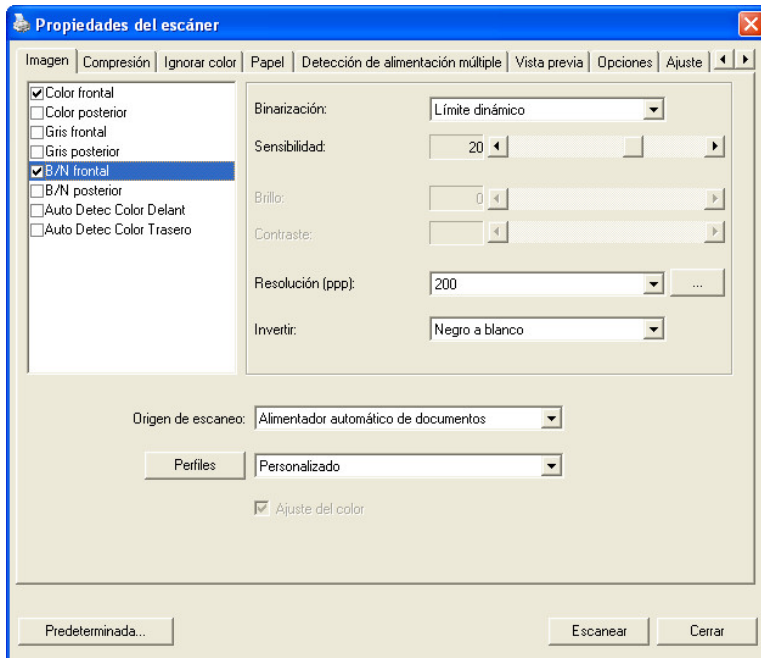 Propiedades del escáner
Imagen Compresión Ignorar color Papel Detección de alimentación múltiple Vista previa Opciones Ajuste
Color frontal
Color posterior
Gris frontal
Gris posterior
B/N frontal
B/N posterior
Auto Detec Color Delant
Auto Detec Color Trasero
Binarización: Límite dinámico
Sensibilidad: 20
Brillo: 0
Contraste:
Resolución (ppp): 200 ...
Invertir: Negro a blanco
Origen de escaneo: Alimentador automático de documentos
Perfiles Personalizado
Ajuste del color
Predeterminada... Escanear Cerrar